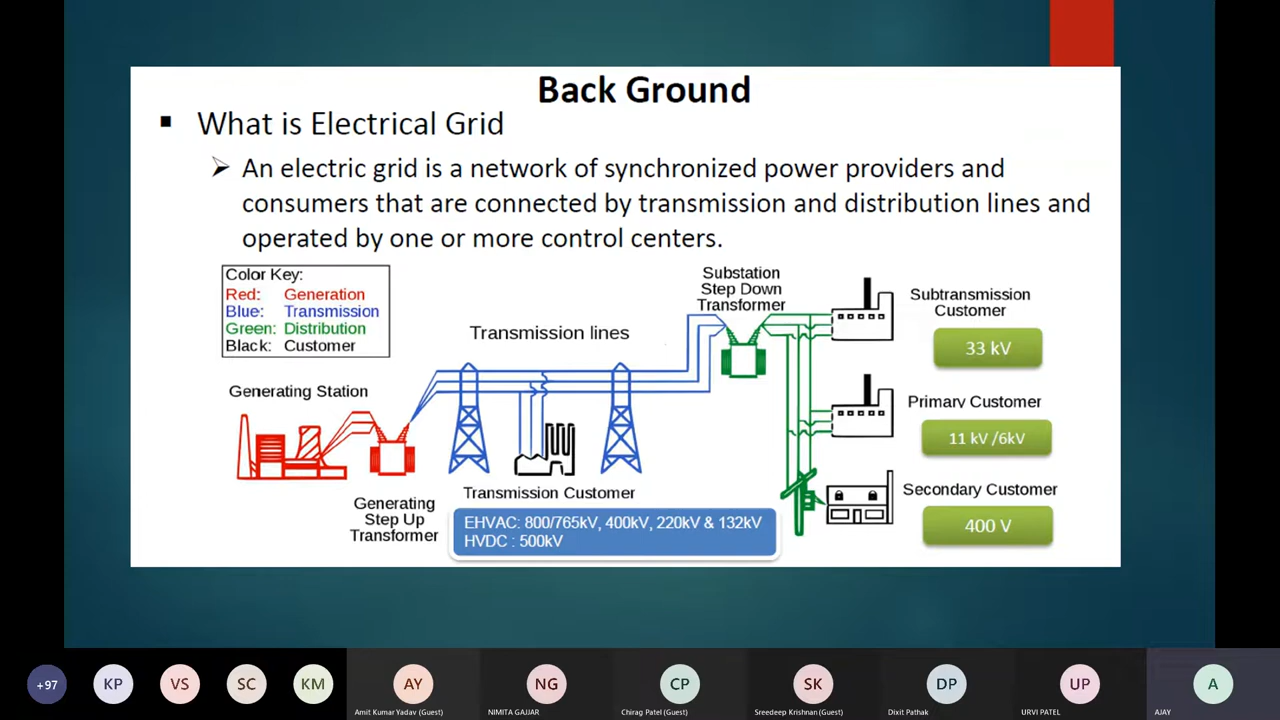 Back Ground
▪ What is Electrical Grid
➢ An electric grid is a network of synchronized power providers and
consumers that are connected by transmission and distribution lines and
operated by one or more control centers.
Color Key:
Red: Generation
Blue: Transmission
Green: Distribution
Black: Customer
Substation
Step Down
Transformer
Subtransmission
Customer
33 kV
Transmission lines
Generating Station
Primary Customer
11 kV /6kV
Generating
Step Up
Transformer
Transmission Customer
Secondary Customer
400 V
EHVAC: 800/765kV, 400kV, 220kV & 132kV
HVDC : 500kV
+97
KP
VS
SC
KM
AY
NG
CP
SK
DP
UP
A
Amit Kumar Yadav (Guest)
NIMITA GAJJAR
Chirag Patel (Guest)
Sreedeep Krishnan (Guest)
Dixit Pathak
URVI PATEL
AJAY